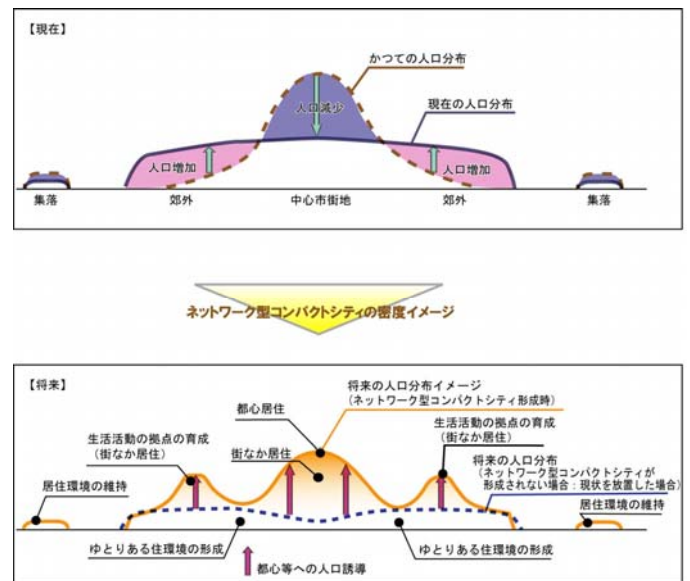 【現在】
かつての人口分布
人口減少
現在の人口分布
人口増加
人口増加
集落
郊外
中心市街地
郊外
集落
ネットワーク型コンパクトシティの密度イメージ
【将来】
将来の人口分布イメージ
(ネットワーク型コンパクトシティ形成時)
都心居住
生活活動の拠点の育成
(街なか居住)
生活活動の拠点の育成
(街なか居住)
街なか居住
将来の人口分布
(ネットワーク型コンパクトシティが
形成されない場合:現状を放置した場合)
居住環境の維持
居住環境の維持
ゆとりある住環境の形成
ゆとりある住環境の形成
都心等への人口誘導